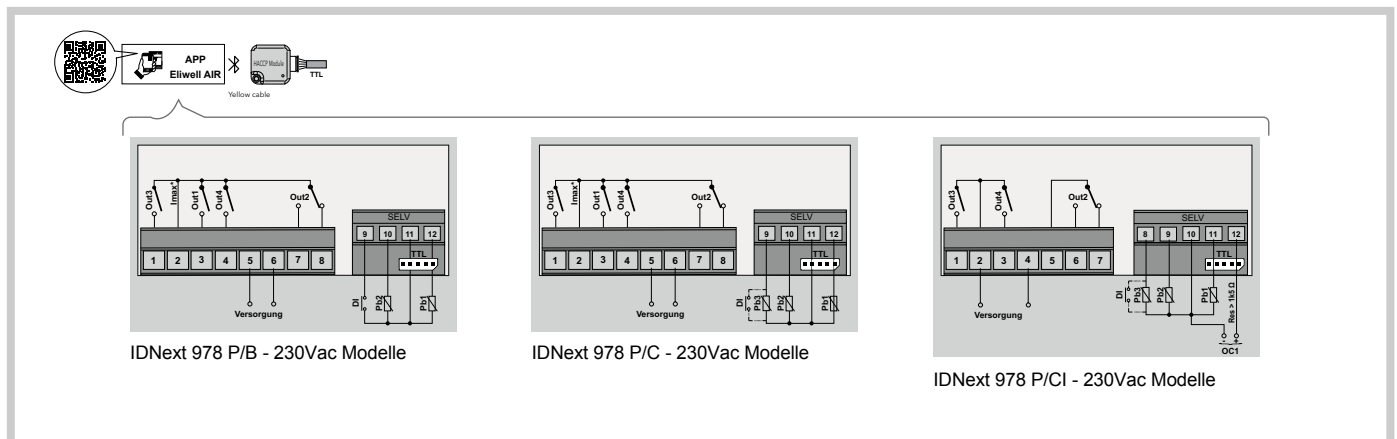 APP
Eliwell AIR
HACCP Module
TTL
Yellow cable
Out3
Imax*
Out1
Out4
Out2
SELV
9 10 11 12
TTL
1 2 3 4 5 6 7 8
DI
Pb2
Pb1
Versorgung
IDNext 978 P/B - 230Vac Modelle
Out3
Imax*
Out1
Out4
Out2
SELV
9 10 11 12
TTL
1 2 3 4 5 6 7 8
DI
Pb3
Pb2
Pb1
Versorgung
IDNext 978 P/C - 230Vac Modelle
Out3
Out4
Out2
SELV
8 9 10 11 12
TTL
1 2 3 4 5 6 7
DI
Pb3
Pb2
Pb1
Res > 1k5 Ω
Versorgung
- +
OC1
IDNext 978 P/CI - 230Vac Modelle